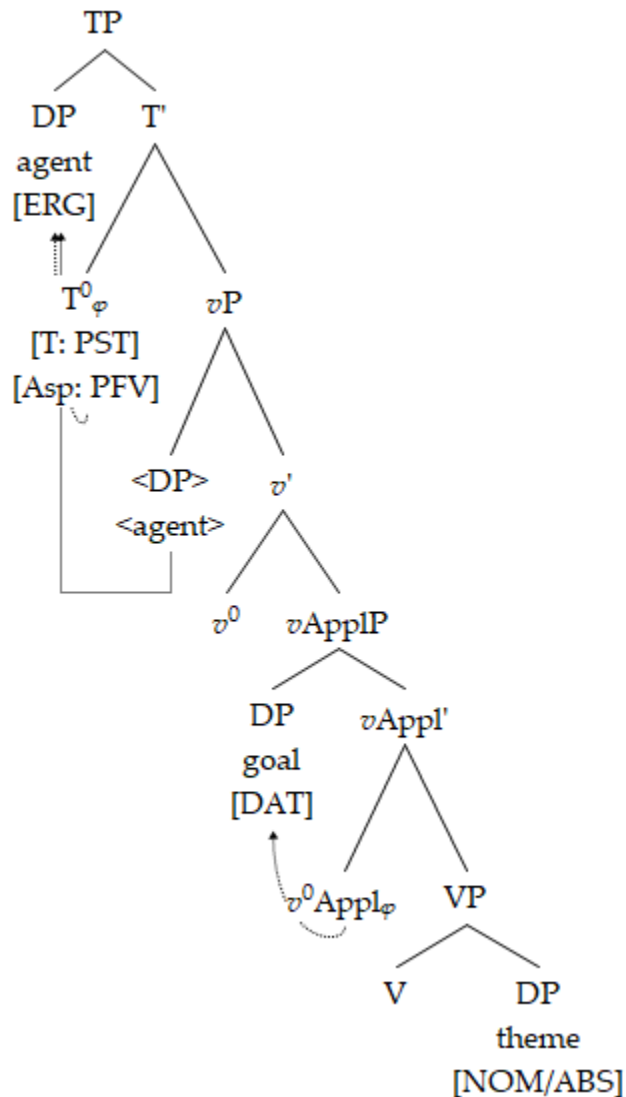 TP
DP T'
agent
[ERG]
T⁰φ vP
[T: PST]
[Asp: PFV]
<DP> v'
<agent>
v⁰ vApplP
DP vAppl'
goal
[DAT]
v⁰Applφ VP
V DP
theme
[NOM/ABS]